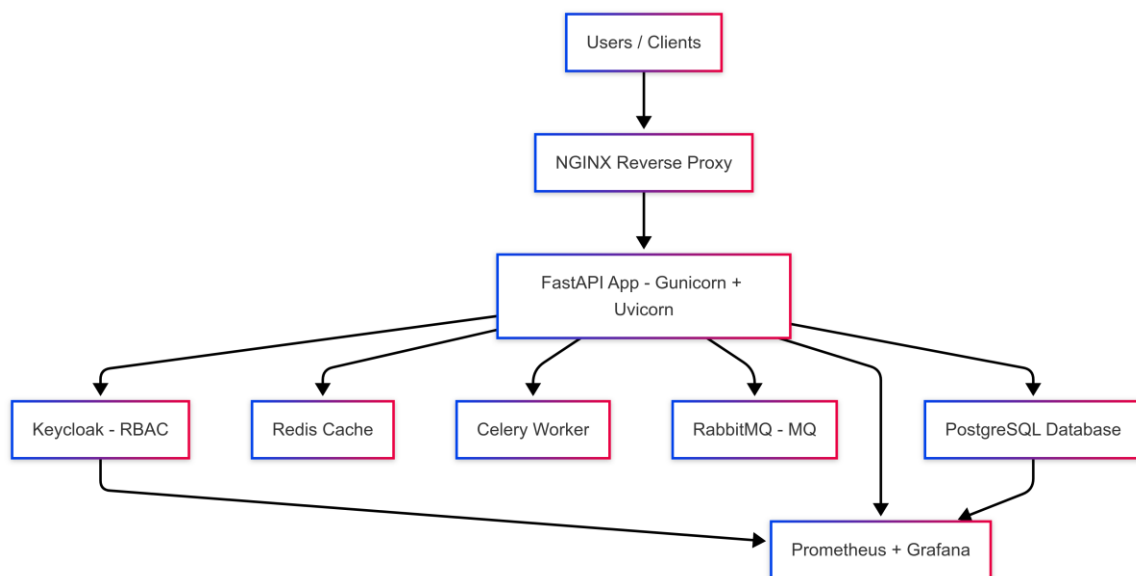 Users / Clients
NGINX Reverse Proxy
FastAPI App - Gunicorn +
Uvicorn
Keycloak - RBAC
Redis Cache
Celery Worker
RabbitMQ - MQ
PostgreSQL Database
Prometheus + Grafana